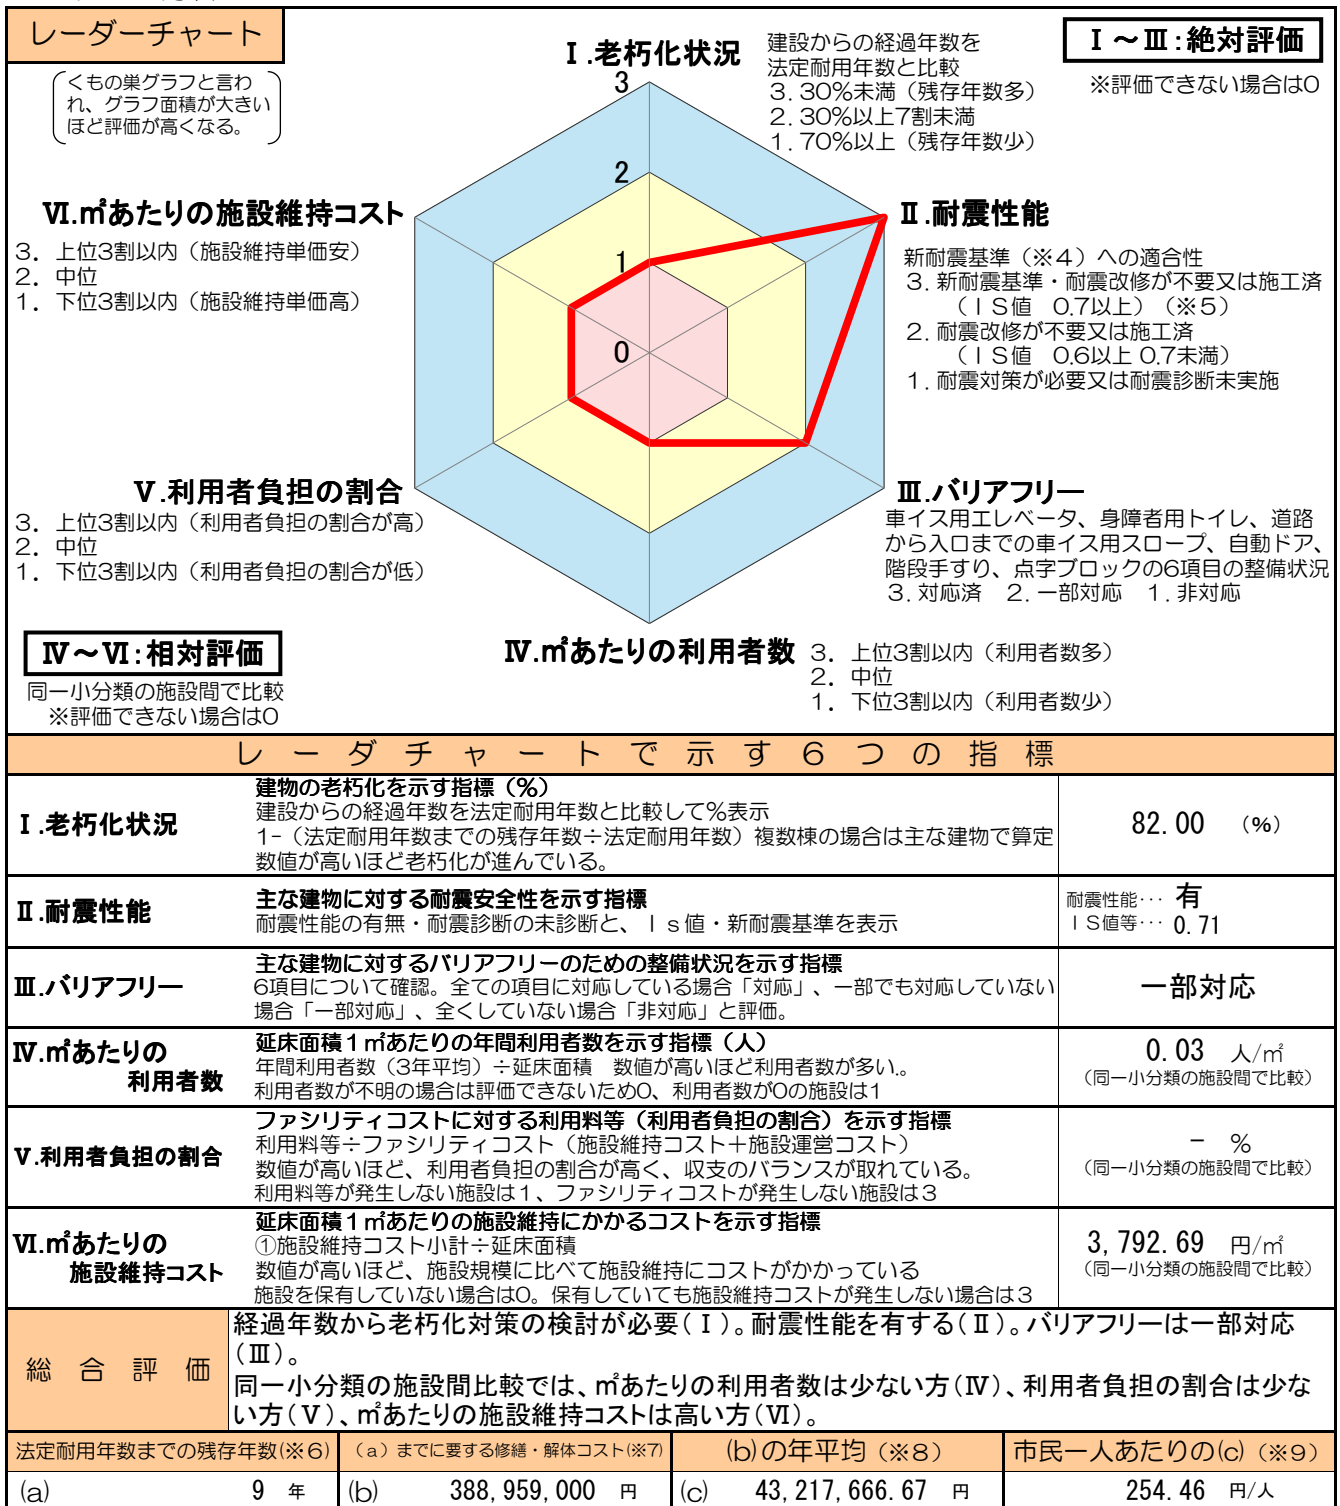 レーダーチャート
くもの巣グラフと言わ
れ、グラフ面積が大きい
ほど評価が高くなる。
Ⅰ～Ⅲ：絶対評価
※評価できない場合は0
Ⅰ.老朽化状況
建設からの経過年数を
法定耐用年数と比較
3. 30%未満（残存年数多）
2. 30%以上7割未満
1. 70%以上（残存年数少）
3
2
1
0
Ⅵ.㎡あたりの施設維持コスト
3. 上位3割以内（施設維持単価安）
2. 中位
1. 下位3割以内（施設維持単価高）
Ⅱ.耐震性能
新耐震基準（※4）への適合性
3. 新耐震基準・耐震改修が不要又は施工済
（ＩＳ値　0.7以上）（※5）
2. 耐震改修が不要又は施工済
（ＩＳ値　0.6以上 0.7未満）
1. 耐震対策が必要又は耐震診断未実施
Ⅴ.利用者負担の割合
3. 上位3割以内（利用者負担の割合が高）
2. 中位
1. 下位3割以内（利用者負担の割合が低）
Ⅲ.バリアフリー
車イス用エレベータ、身障者用トイレ、道路
から入口までの車イス用スロープ、自動ドア、
階段手すり、点字ブロックの6項目の整備状況
3. 対応済　2. 一部対応　1. 非対応
Ⅳ～Ⅵ：相対評価
同一小分類の施設間で比較
※評価できない場合は0
Ⅳ.㎡あたりの利用者数
3. 上位3割以内（利用者数多）
2. 中位
1. 下位3割以内（利用者数少）
レーダチャートで示す6つの指標
Ⅰ.老朽化状況
建物の老朽化を示す指標（%）
建設からの経過年数を法定耐用年数と比較して%表示
1-（法定耐用年数までの残存年数÷法定耐用年数）複数棟の場合は主な建物で算定
数値が高いほど老朽化が進んでいる。
82.00　（%）
Ⅱ.耐震性能
主な建物に対する耐震安全性を示す指標
耐震性能の有無・耐震診断の未診断と、Ｉｓ値・新耐震基準を表示
耐震性能… 有
ＩＳ値等… 0.71
Ⅲ.バリアフリー
主な建物に対するバリアフリーのための整備状況を示す指標
6項目について確認。全ての項目に対応している場合「対応」、一部でも対応していない
場合「一部対応」、全くしていない場合「非対応」と評価。
一部対応
Ⅳ.㎡あたりの
利用者数
延床面積１㎡あたりの年間利用者数を示す指標（人）
年間利用者数（3年平均）÷延床面積　数値が高いほど利用者数が多い。
利用者数が不明の場合は評価できないため0、利用者数が0の施設は1
0.03　人/㎡
（同一小分類の施設間で比較）
Ⅴ.利用者負担の割合
ファシリティコストに対する利用料等（利用者負担の割合）を示す指標
利用料等÷ファシリティコスト（施設維持コスト＋施設運営コスト）
数値が高いほど、利用者負担の割合が高く、収支のバランスが取れている。
利用料等が発生しない施設は１、ファシリティコストが発生しない施設は３
-　%
（同一小分類の施設間で比較）
Ⅵ.㎡あたりの
施設維持コスト
延床面積１㎡あたりの施設維持にかかるコストを示す指標
①施設維持コスト小計÷延床面積
数値が高いほど、施設規模に比べて施設維持にコストがかかっている
施設を保有していない場合は0。保有していても施設維持コストが発生しない場合は３
3,792.69　円/㎡
（同一小分類の施設間で比較）
総合評価
経過年数から老朽化対策の検討が必要（Ⅰ）。耐震性能を有する（Ⅱ）。バリアフリーは一部対応
（Ⅲ）。
同一小分類の施設間比較では、㎡あたりの利用者数は少ない方（Ⅳ）、利用者負担の割合は少な
い方（Ⅴ）、㎡あたりの施設維持コストは高い方（Ⅵ）。
法定耐用年数までの残存年数(※6)
（a）までに要する修繕・解体コスト(※7)
(b)の年平均（※8）
市民一人あたりの(c)（※9）
(a)　9　年
(b)　388,959,000　円
(c)　43,217,666.67　円
254.46　円/人